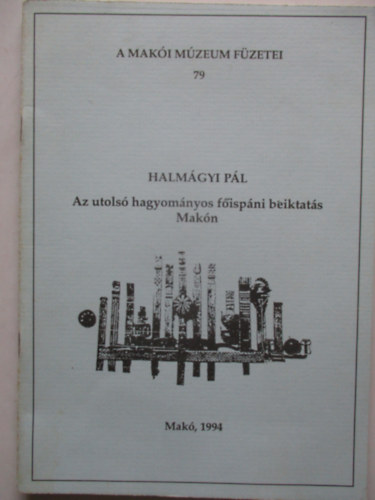 A MAKÓI MÚZEUM FÜZETEI
79
HALMÁGYI PÁL
Az utolsó hagyományos főispáni beiktatás
Makón
Makó, 1994